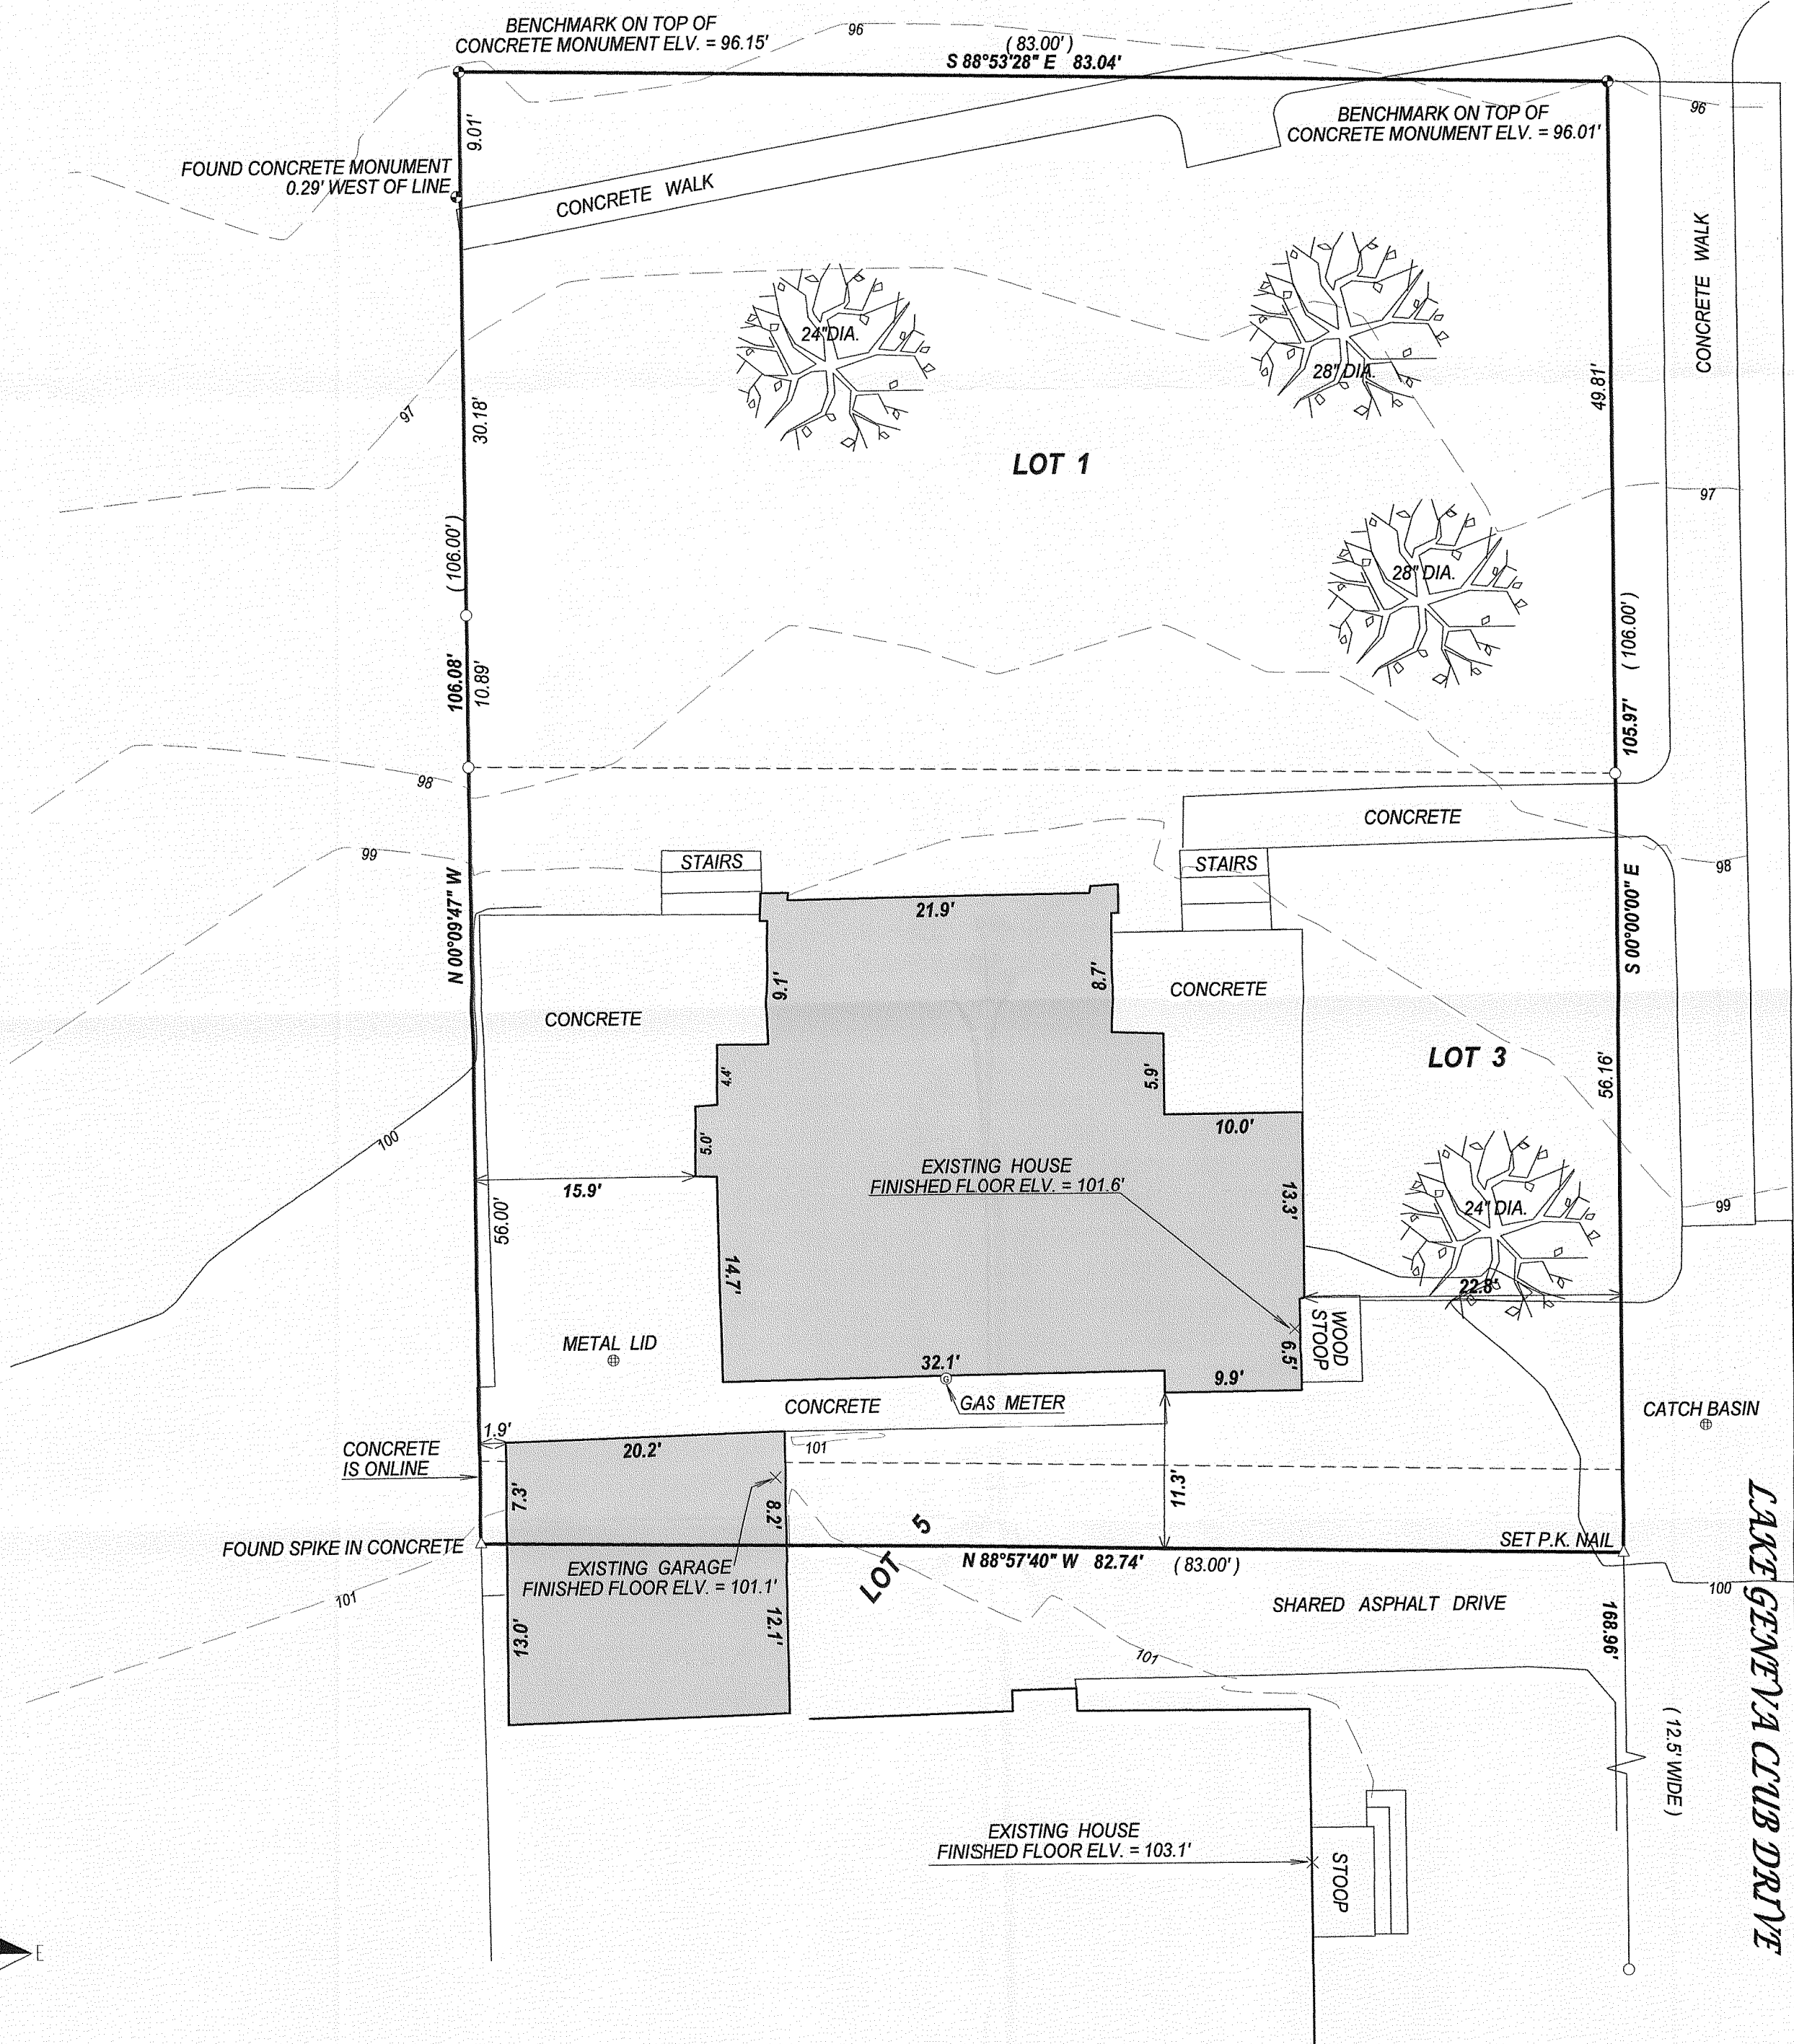 BENCHMARK ON TOP OF
CONCRETE MONUMENT ELV. = 96.15'
96
( 83.00' )
S 88°53'28" E 83.04'
BENCHMARK ON TOP OF
CONCRETE MONUMENT ELV. = 96.01'
96
9.01'
FOUND CONCRETE MONUMENT
0.29' WEST OF LINE
CONCRETE WALK
CONCRETE WALK
24" DIA.
28" DIA.
49.81'
97
30.18'
LOT 1
97
( 106.00' )
28" DIA.
( 106.00' )
106.08'
10.89'
105.97'
98
CONCRETE
99
STAIRS
STAIRS
98
N 00°09'47" W
21.9'
S 00°00'00" E
9.1'
8.7'
CONCRETE
CONCRETE
LOT 3
4.4'
5.9'
56.16'
100
5.0'
10.0'
EXISTING HOUSE
FINISHED FLOOR ELV. = 101.6'
15.9'
13.3'
24" DIA.
99
56.00'
14.7'
22.8'
METAL LID
WOOD
STOOP
6.5'
32.1'
9.9'
GAS METER
CONCRETE
CATCH BASIN
1.9'
CONCRETE
IS ONLINE
20.2'
101
7.3'
8.2'
11.3'
LOT 5
FOUND SPIKE IN CONCRETE
SET P.K. NAIL
N 88°57'40" W 82.74' ( 83.00' )
EXISTING GARAGE
FINISHED FLOOR ELV. = 101.1'
101
100
SHARED ASPHALT DRIVE
13.0'
12.1'
168.96'
101
( 12.5' WIDE )
LAKE GENEVA CLUB DRIVE
EXISTING HOUSE
FINISHED FLOOR ELV. = 103.1'
STOOP
E